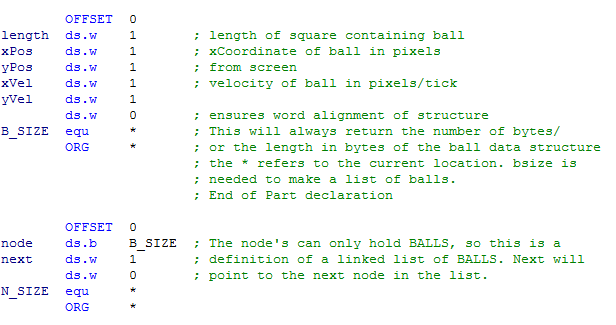 OFFSET 0
length ds.w 1 ; length of square containing ball
xPos ds.w 1 ; xCoordinate of ball in pixels
yPos ds.w 1 ; from screen
xVel ds.w 1 ; velocity of ball in pixels/tick
yVel ds.w 1
ds.w 0 ; ensures word alignment of structure
B_SIZE equ * ; This will always return the number of bytes/
ORG * ; or the length in bytes of the ball data structure
; the * refers to the current location. bsize is
; needed to make a list of balls.
; End of Part declaration
OFFSET 0
node ds.b B_SIZE ; The node's can only hold BALLS, so this is a
next ds.w 1 ; definition of a linked list of BALLS. Next will
ds.w 0 ; point to the next node in the list.
N_SIZE equ *
ORG *